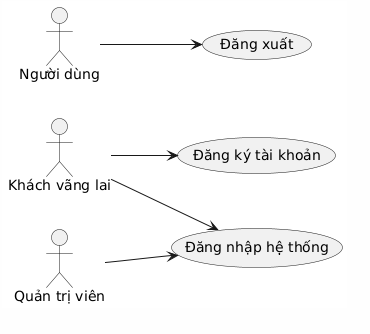 Đăng xuất
Người dùng
Đăng ký tài khoản
Khách vãng lai
Đăng nhập hệ thống
Quản trị viên